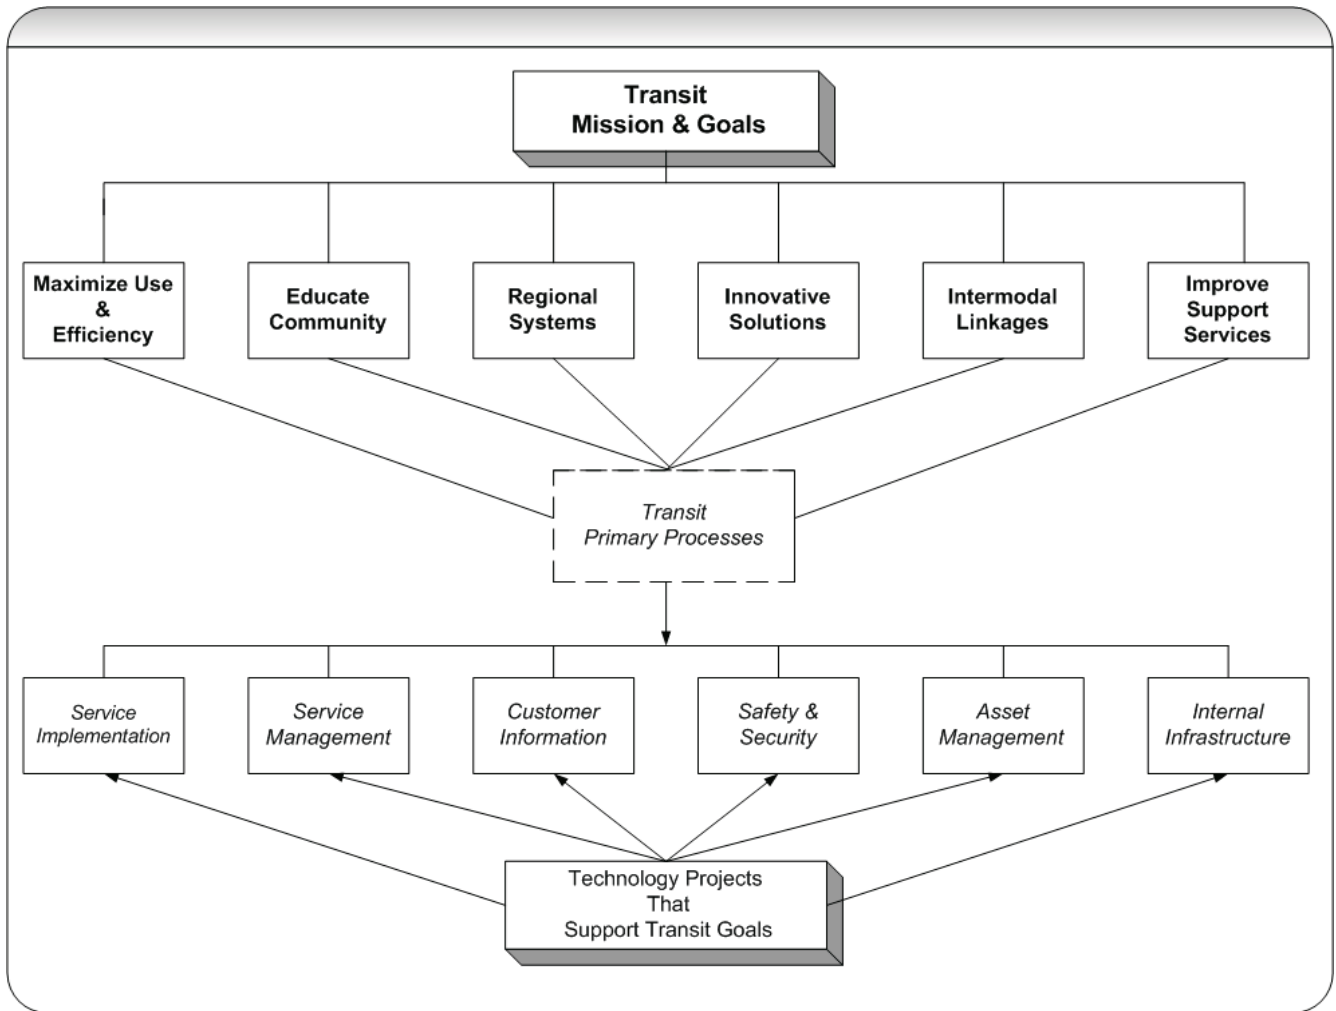 Transit
Mission & Goals
Maximize Use
&
Efficiency
Educate
Community
Regional
Systems
Innovative
Solutions
Intermodal
Linkages
Improve
Support
Services
Transit
Primary Processes
Service
Implementation
Service
Management
Customer
Information
Safety &
Security
Asset
Management
Internal
Infrastructure
Technology Projects
That
Support Transit Goals